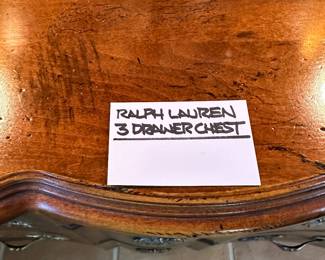 RALPH LAUREN
3 DRAWER CHEST